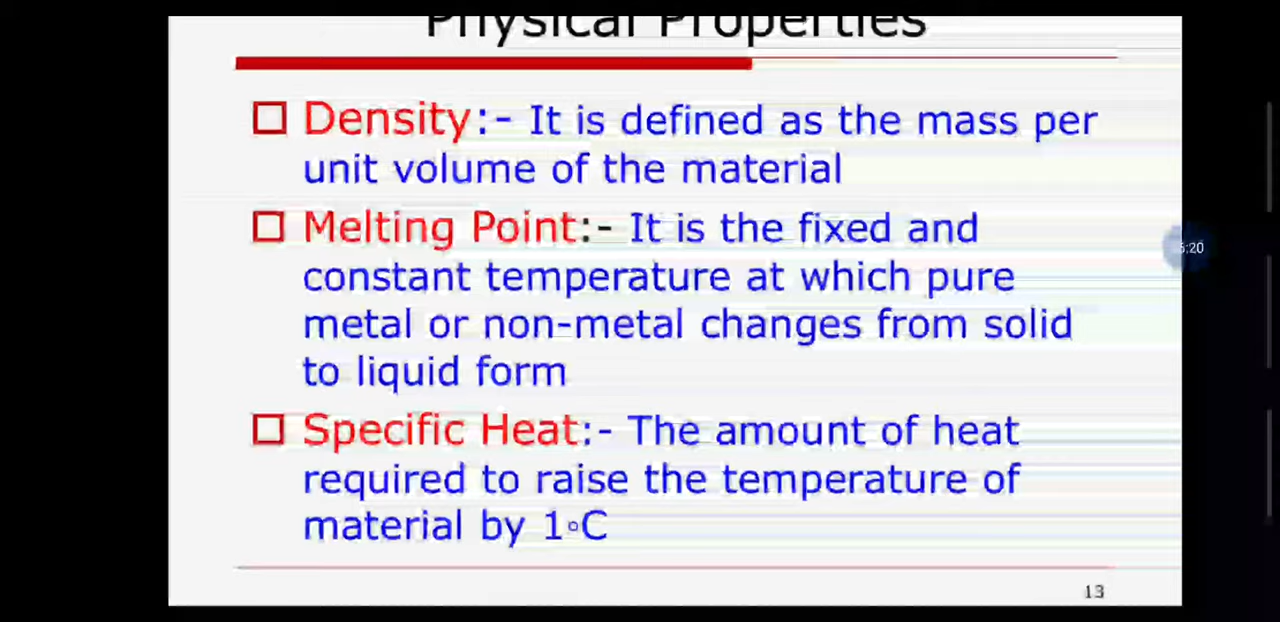 Physical Properties
Density:- It is defined as the mass per
unit volume of the material
Melting Point:- It is the fixed and
constant temperature at which pure
metal or non-metal changes from solid
to liquid form
Specific Heat:- The amount of heat
required to raise the temperature of
material by 1°C
13